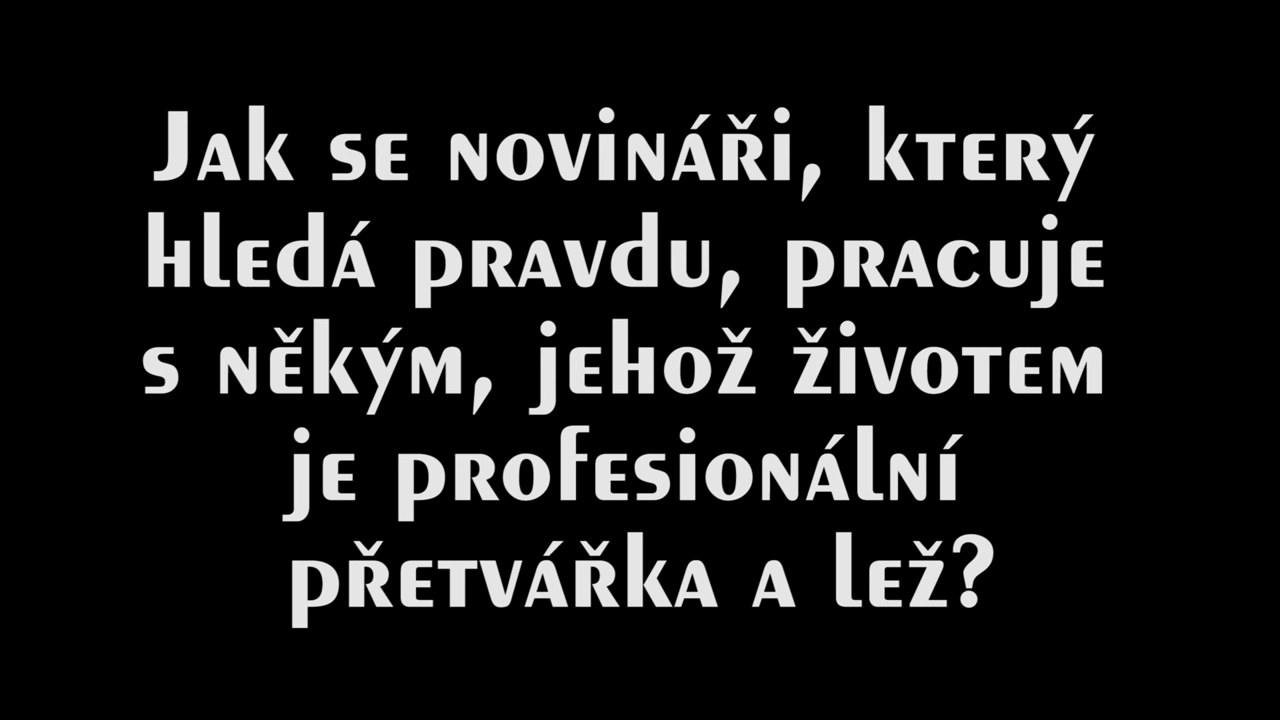 Jak se novináři, který
hledá pravdu, pracuje
s někým, jehož životem
je profesionální
přetvářka a lež?